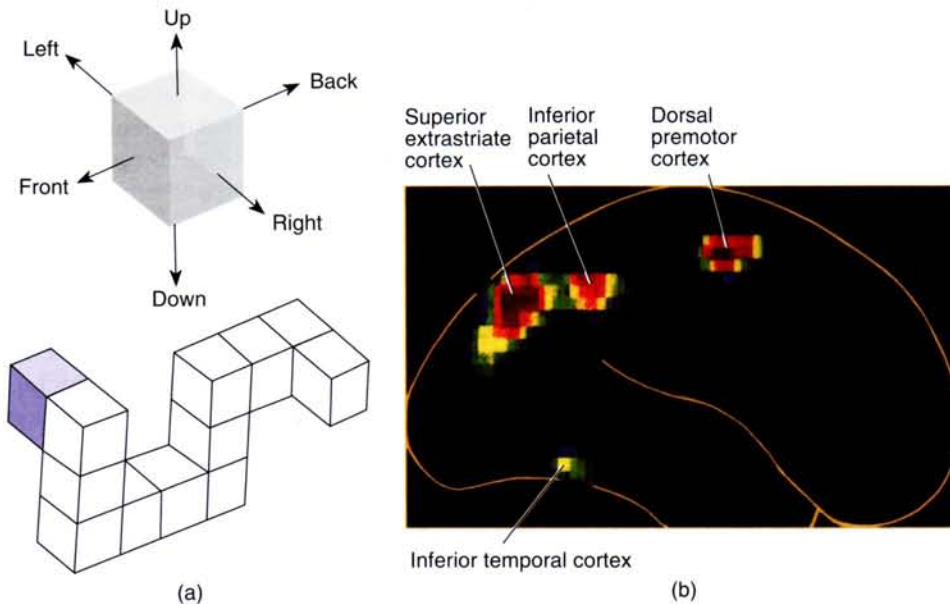 Up
Left
Back
Front
Right
Down
(a)
Superior
extrastriate
cortex
Inferior
parietal
cortex
Dorsal
premotor
cortex
Inferior temporal cortex
(b)